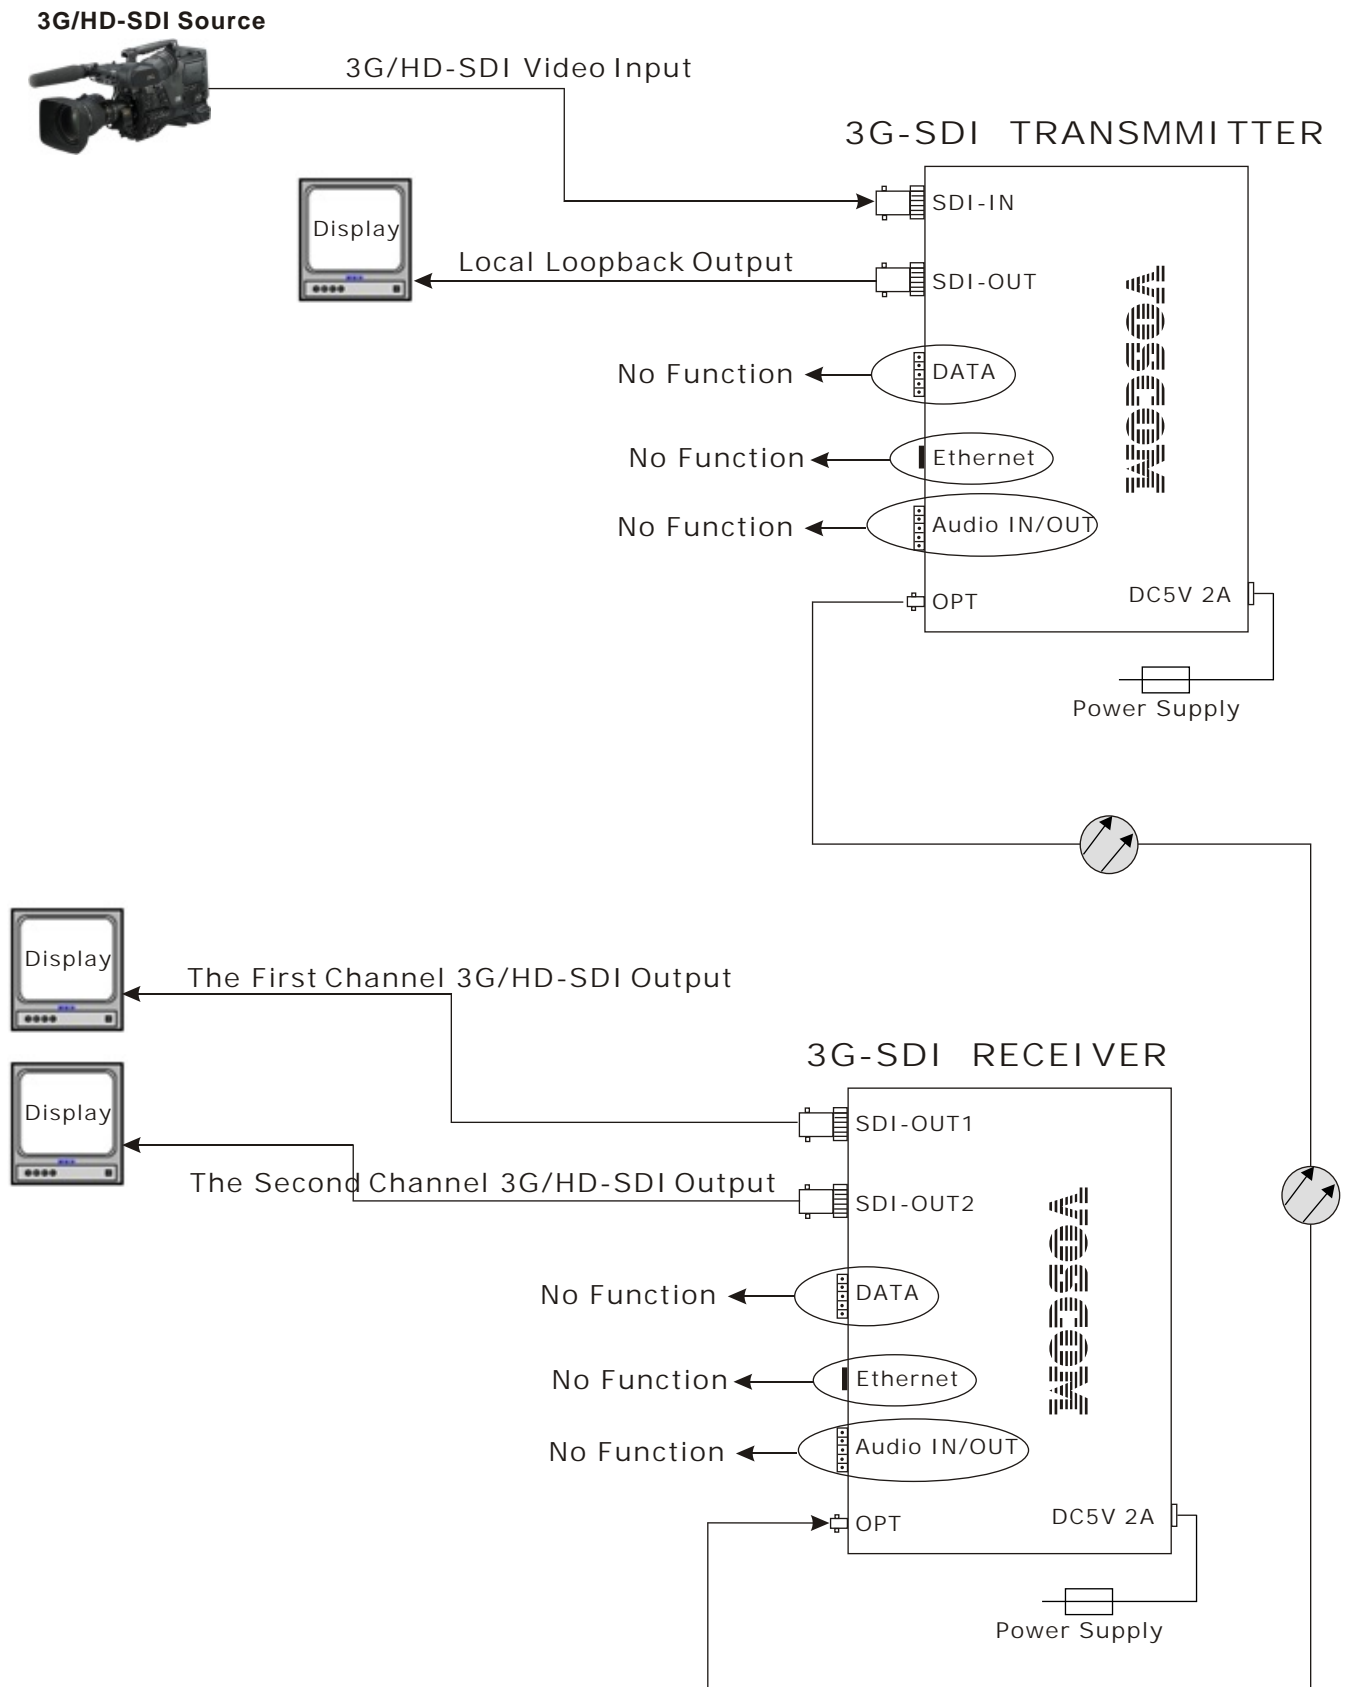 3G/HD-SDI Source
3G/HD-SDI Video Input
3G-SDI TRANSMMITTER
SDI-IN
Display
Local Loopback Output
SDI-OUT
VOSCOM
No Function
DATA
No Function
Ethernet
No Function
Audio IN/OUT
OPT
DC5V 2A
Power Supply
Display
The First Channel 3G/HD-SDI Output
3G-SDI RECEIVER
Display
SDI-OUT1
The Second Channel 3G/HD-SDI Output
SDI-OUT2
VOSCOM
No Function
DATA
No Function
Ethernet
No Function
Audio IN/OUT
OPT
DC5V 2A
Power Supply